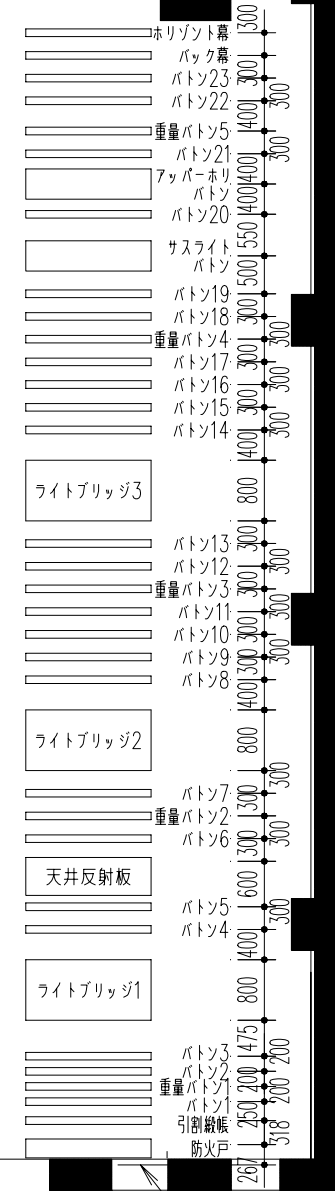 300
ホリゾント幕
バック幕
バトン23 300
バトン22 300
重量バトン5 400
バトン21 300
アッパーホリ 400
バトン
バトン20 400
550
サスライト
バトン
500
バトン19
バトン18 300
重量バトン4 300
バトン17 300
バトン16 300
バトン15 300
バトン14 300
400
ライトブリッジ3 800
バトン13 300
バトン12 300
重量バトン3 300
バトン11 300
バトン10 300
バトン9 300 300
バトン8
400
ライトブリッジ2 800
300
バトン7
重量バトン2 300
バトン6 300
300
天井反射板 600
バトン5 300
バトン4
400
ライトブリッジ1 800
475
バトン3 200
バトン2
重量バトン1 200 200
バトン1
引割緞帳 250
防火戸 318
267